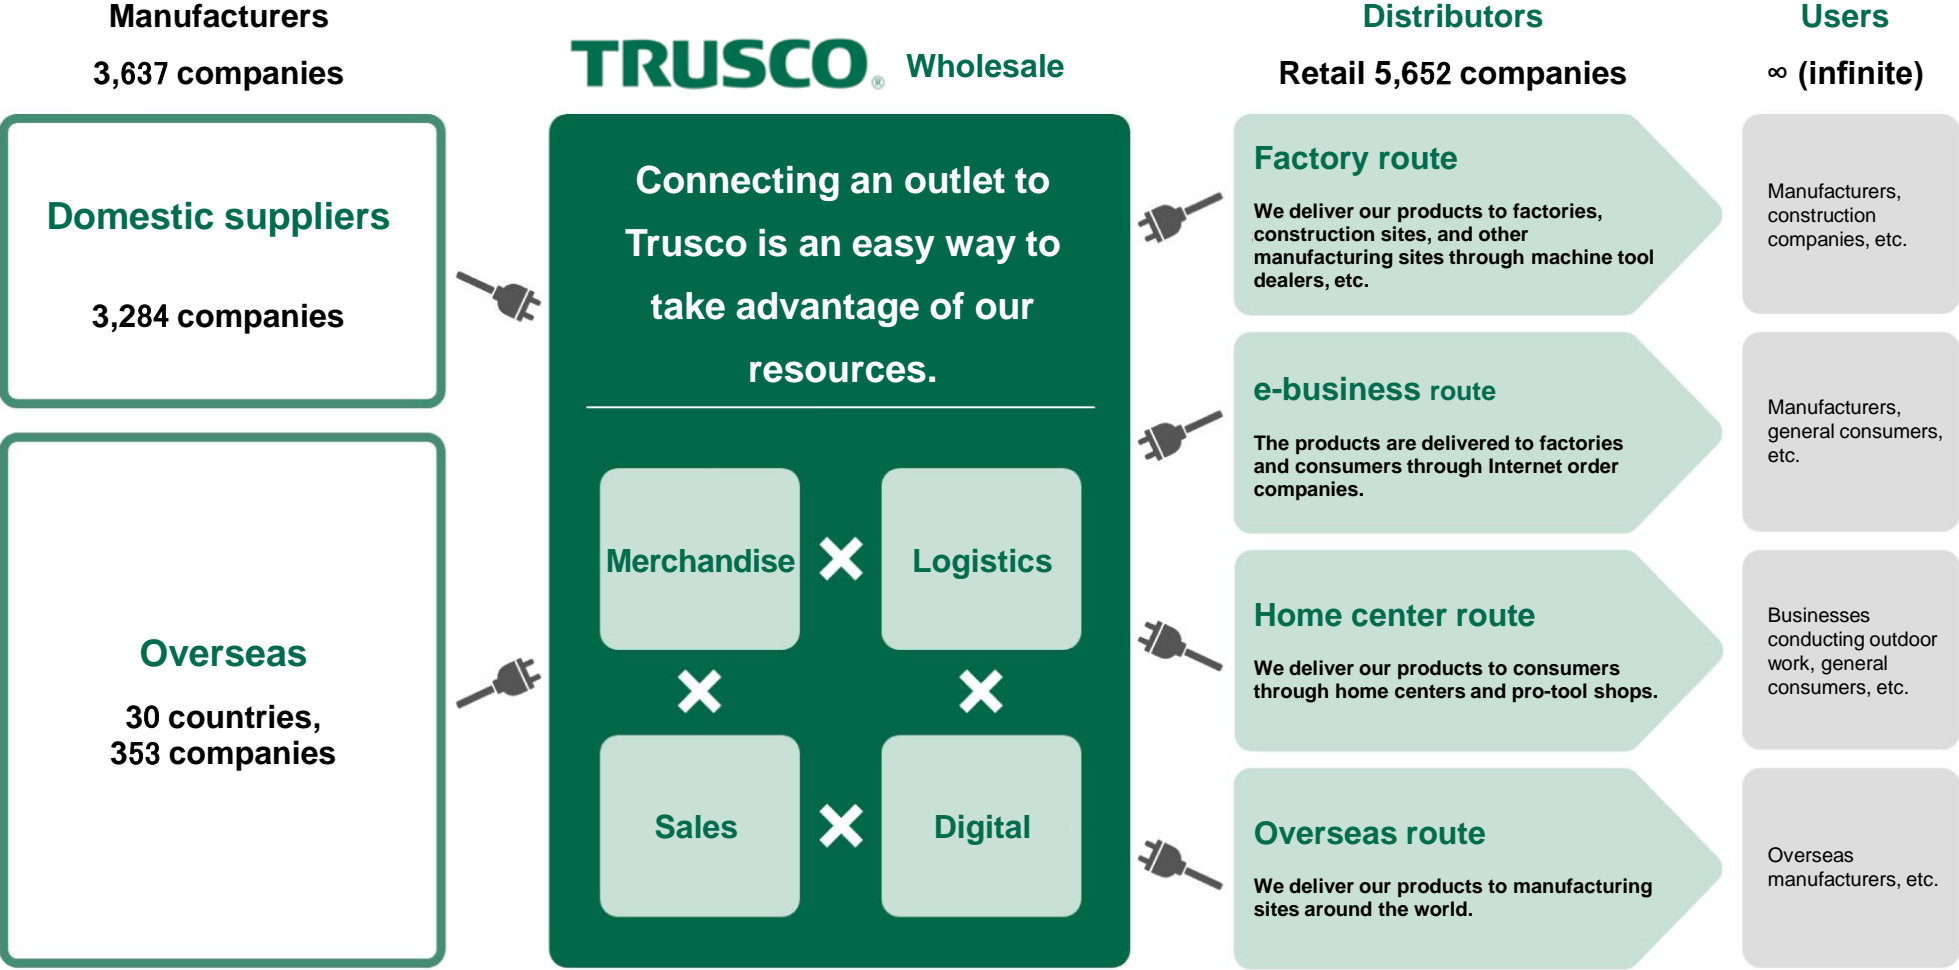 Manufacturers
3,637 companies
Domestic suppliers
3,284 companies
Overseas
30 countries,
353 companies
TRUSCO® Wholesale
Connecting an outlet to
Trusco is an easy way to
take advantage of our
resources.
Merchandise
Logistics
Sales
Digital
Distributors
Retail 5,652 companies
Factory route
We deliver our products to factories,
construction sites, and other
manufacturing sites through machine tool
dealers, etc.
e-business route
The products are delivered to factories
and consumers through Internet order
companies.
Home center route
We deliver our products to consumers
through home centers and pro-tool shops.
Overseas route
We deliver our products to manufacturing
sites around the world.
Users
∞ (infinite)
Manufacturers,
construction
companies, etc.
Manufacturers,
general consumers,
etc.
Businesses
conducting outdoor
work, general
consumers, etc.
Overseas
manufacturers, etc.